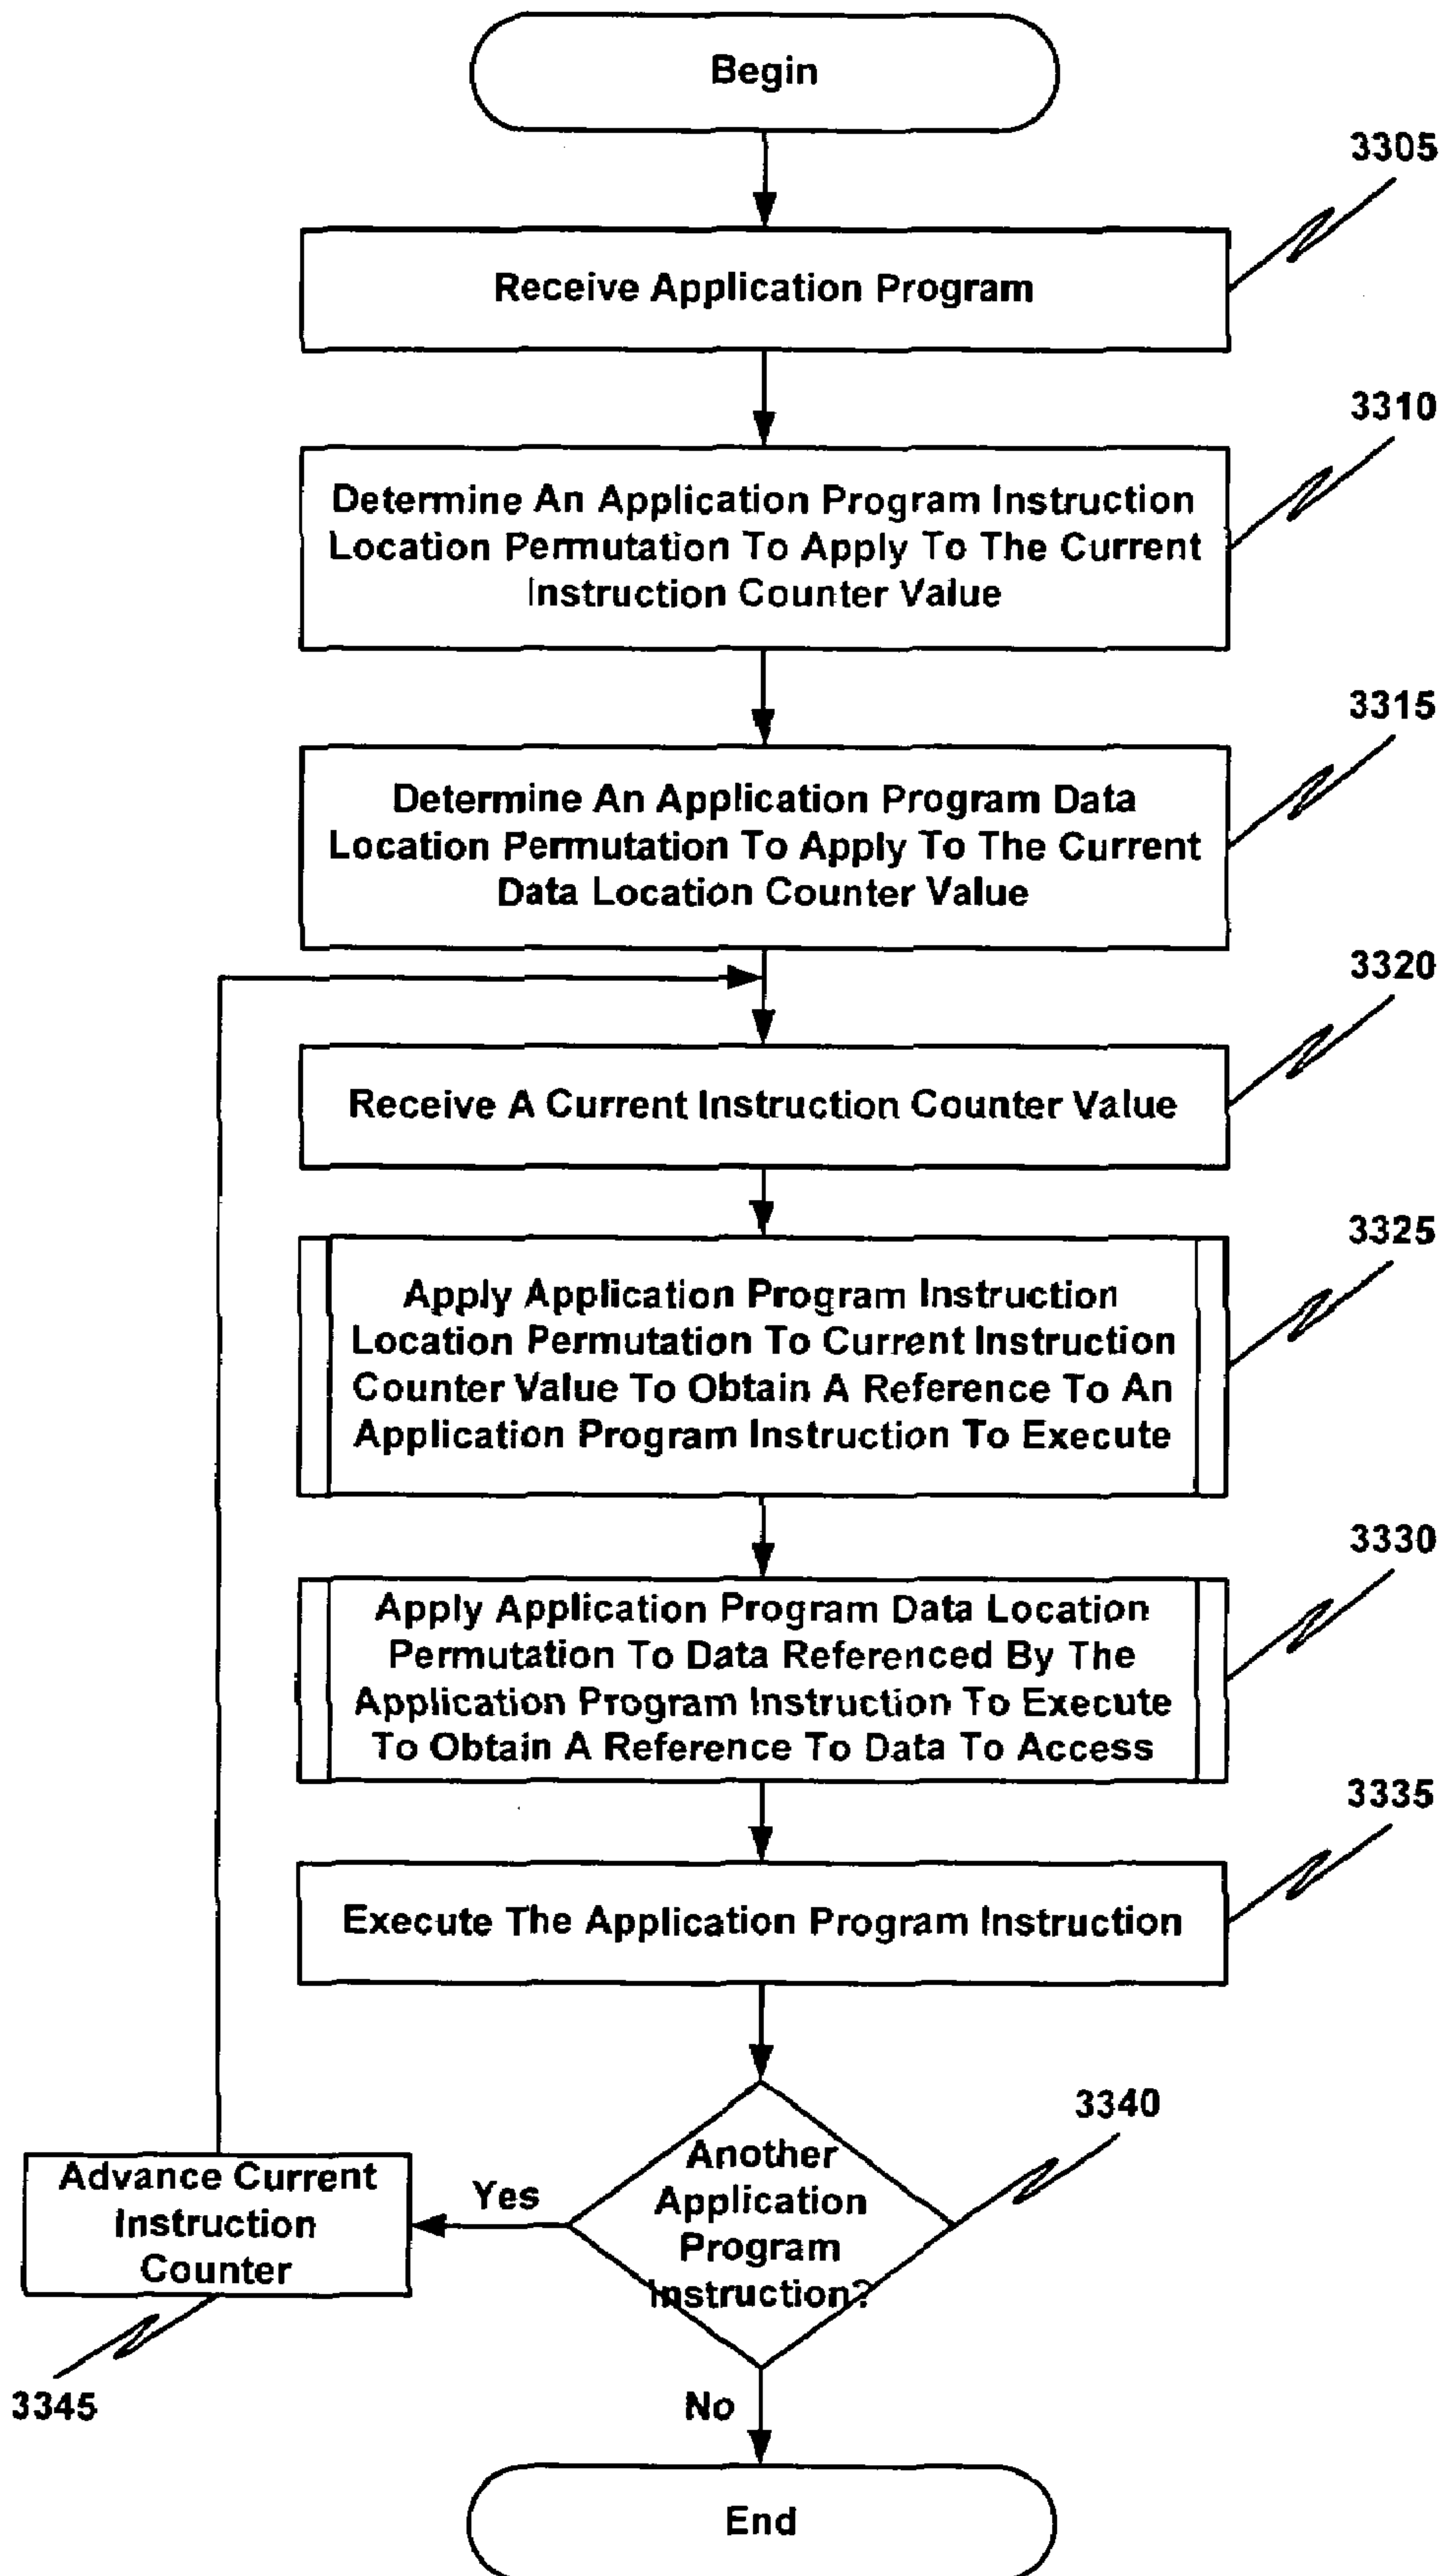 Begin
3305
Receive Application Program
3310
Determine An Application Program Instruction
Location Permutation To Apply To The Current
Instruction Counter Value
3315
Determine An Application Program Data
Location Permutation To Apply To The Current
Data Location Counter Value
3320
Receive A Current Instruction Counter Value
3325
Apply Application Program Instruction
Location Permutation To Current Instruction
Counter Value To Obtain A Reference To An
Application Program Instruction To Execute
3330
Apply Application Program Data Location
Permutation To Data Referenced By The
Application Program Instruction To Execute
To Obtain A Reference To Data To Access
3335
Execute The Application Program Instruction
3340
Another
Application
Program
Instruction?
Yes
Advance Current
Instruction
Counter
3345
No
End